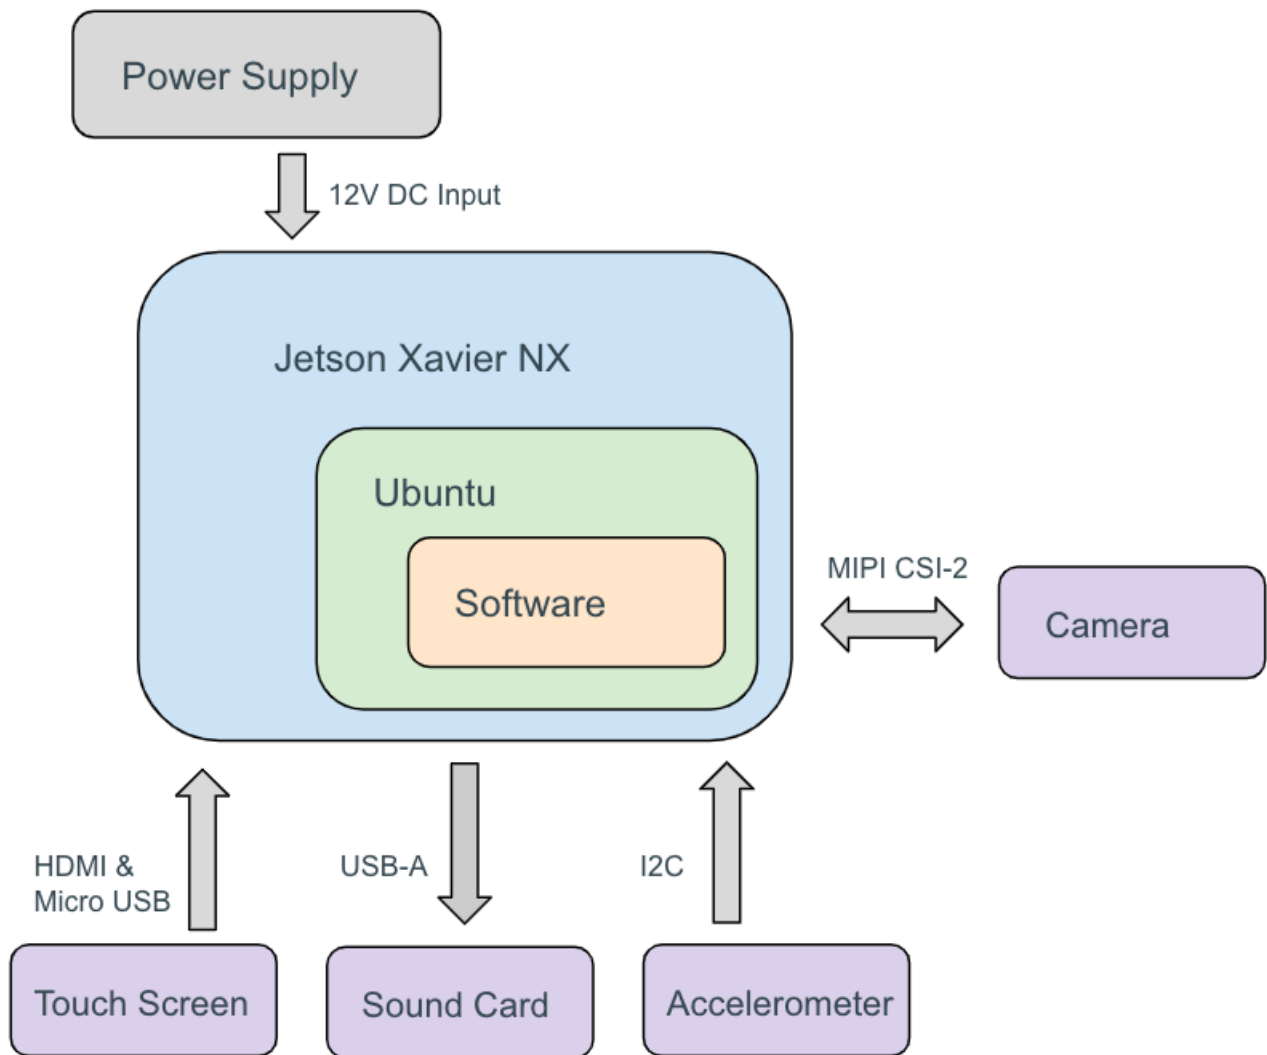 Power Supply
12V DC Input
Jetson Xavier NX
Ubuntu
Software
MIPI CSI-2
Camera
HDMI &
Micro USB
USB-A
I2C
Touch Screen
Sound Card
Accelerometer